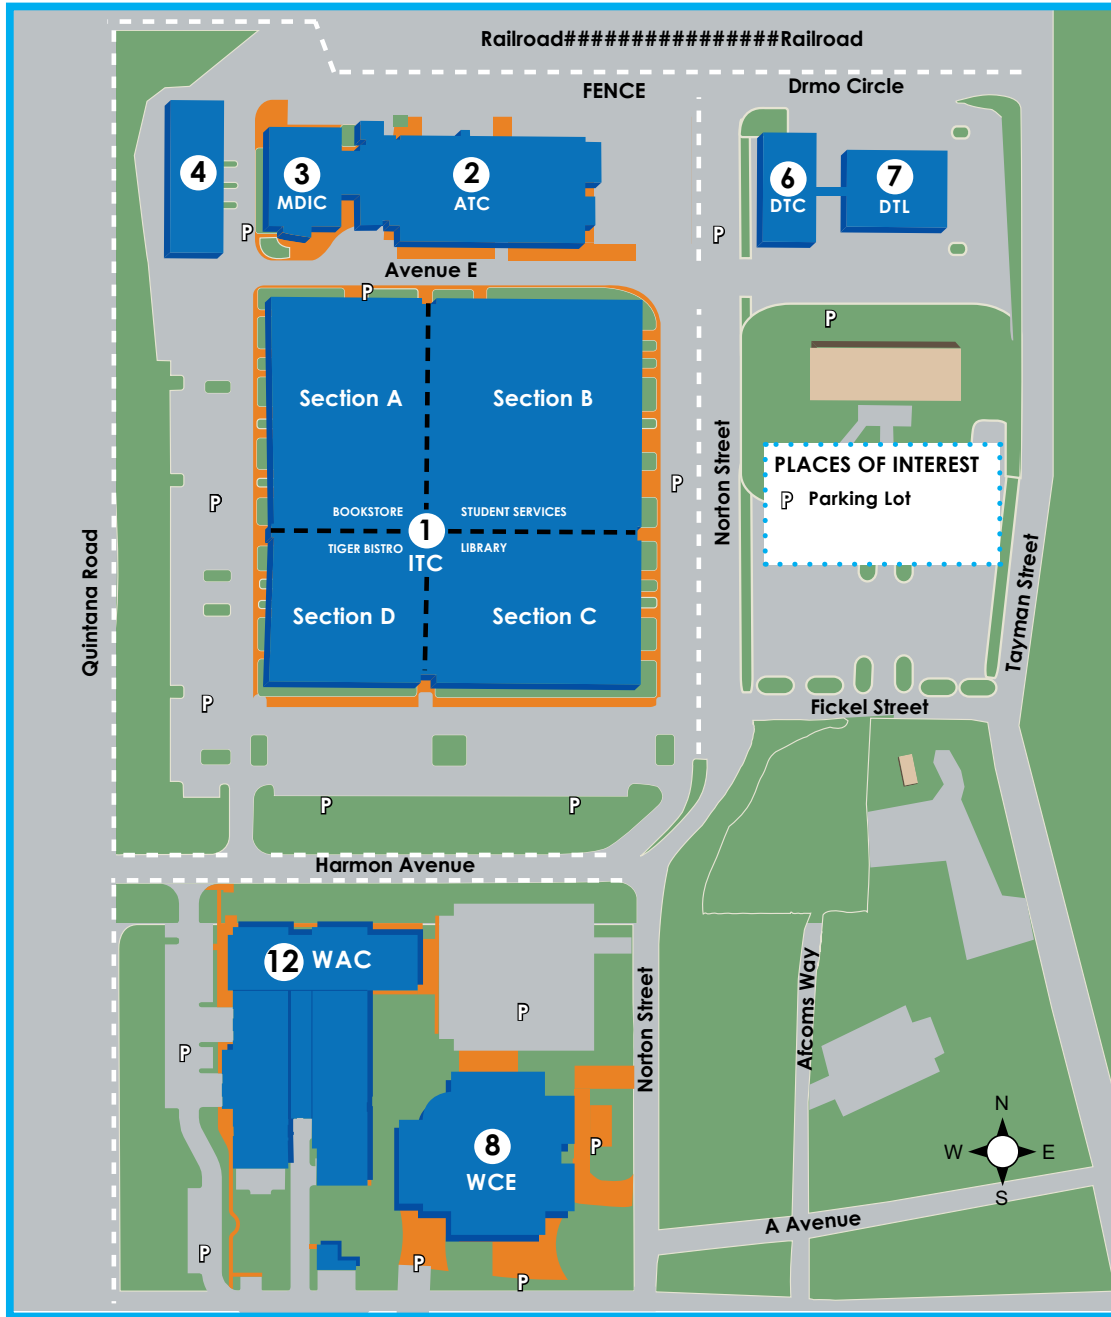 Railroad################Railroad
FENCE
Drmo Circle
4
3
MDIC
2
ATC
6
DTC
7
DTL
P
P
Avenue E
P
P
Section A
Section B
Quintana Road
Norton Street
PLACES OF INTEREST
P Parking Lot
P
P
BOOKSTORE
STUDENT SERVICES
1
TIGER BISTRO
LIBRARY
ITC
Tayman Street
Section D
Section C
P
Fickel Street
P
P
Harmon Avenue
12 WAC
P
P
Norton Street
Afcoms Way
8
WCE
P
N
W
E
S
A Avenue
P
P
P